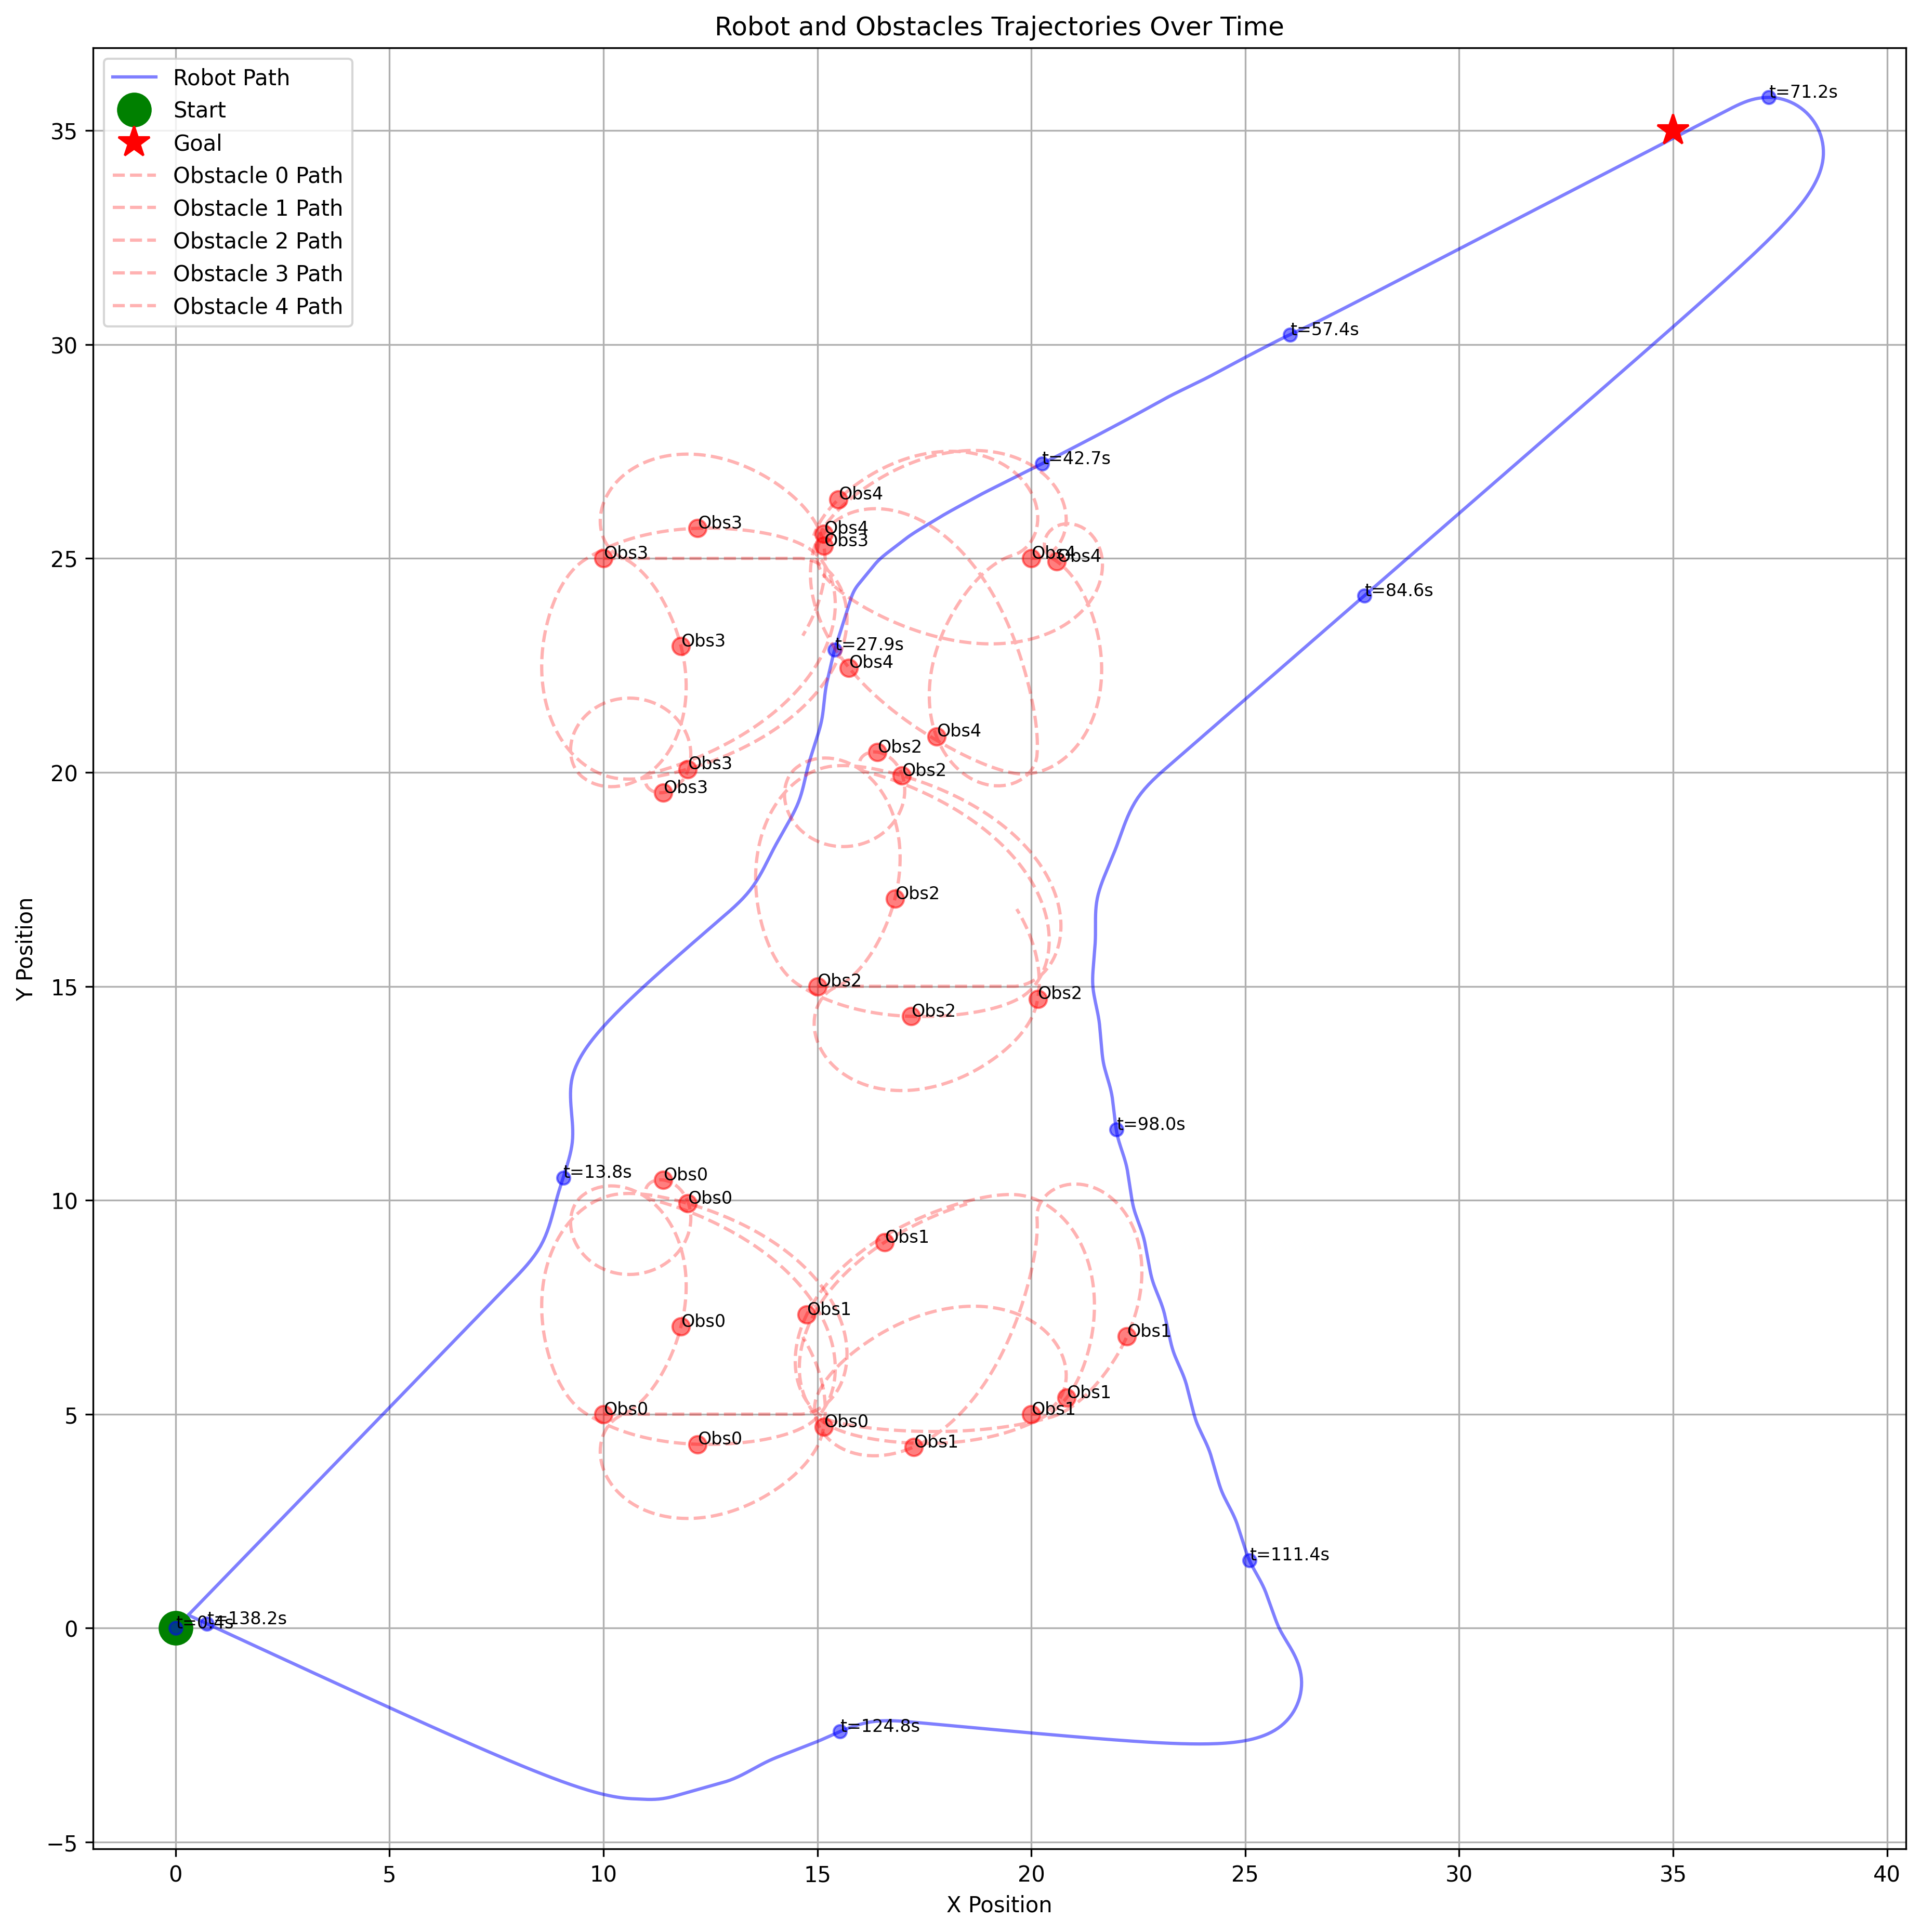 Robot and Obstacles Trajectories Over Time
Robot Path
Start
Goal
Obstacle 0 Path
Obstacle 1 Path
Obstacle 2 Path
Obstacle 3 Path
Obstacle 4 Path
Y Position
35
30
25
20
15
10
5
0
−5
t=71.2s
t=57.4s
t=42.7s
Obs4
Obs3
Obs4
Obs3
Obs3
Obs4
Obs4
t=84.6s
Obs3
t=27.9s
Obs4
Obs4
Obs2
Obs3
Obs2
Obs3
Obs2
Obs2
Obs2
Obs2
t=98.0s
t=13.8s
Obs0
Obs0
Obs1
Obs1
Obs0
Obs1
Obs1
Obs0
Obs1
Obs0
Obs0
Obs1
t=111.4s
t=138.2s
t=124.8s
0
5
10
15
20
25
30
35
40
X Position